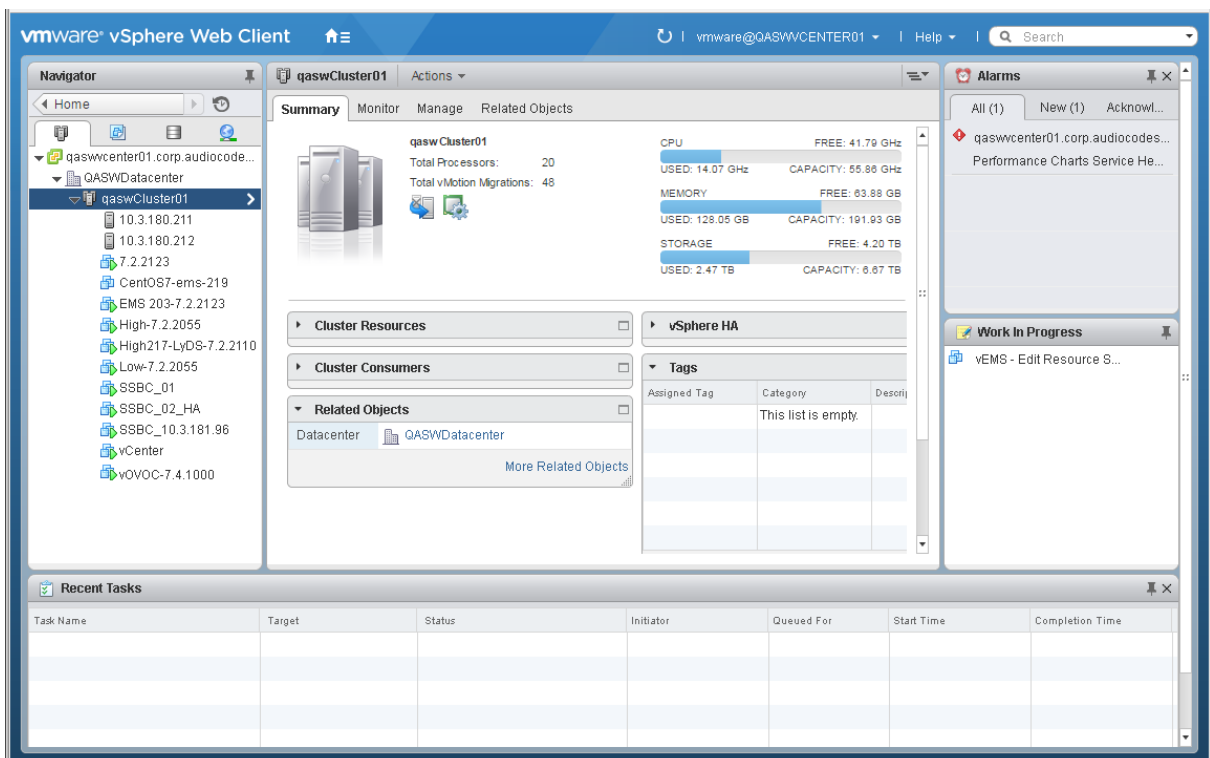 vmware® vSphere Web Client
vmware@QASWVCENTER01
Help
Search
Navigator
Home
qaswvcenter01.corp.audiocode...
QASWDatacenter
qaswCluster01
10.3.180.211
10.3.180.212
7.2.2123
CentOS7-ems-219
EMS 203-7.2.2123
High-7.2.2055
High217-LyDS-7.2.2110
Low-7.2.2055
SSBC_01
SSBC_02_HA
SSBC_10.3.181.96
vCenter
vOVOC-7.4.1000
qaswCluster01 Actions
Summary Monitor Manage Related Objects
qaswCluster01
Total Processors: 20
Total vMotion Migrations: 48
CPU FREE: 41.79 GHz
USED: 14.07 GHz CAPACITY: 55.86 GHz
MEMORY FREE: 63.88 GB
USED: 128.05 GB CAPACITY: 191.93 GB
STORAGE FREE: 4.20 TB
USED: 2.47 TB CAPACITY: 6.67 TB
Cluster Resources
Cluster Consumers
Related Objects
Datacenter QASWDatacenter
More Related Objects
vSphere HA
Tags
Assigned Tag Category Descrip
This list is empty.
Alarms
All (1) New (1) Acknowl...
qaswvcenter01.corp.audiocodes...
Performance Charts Service He...
Work In Progress
vEMS - Edit Resource S...
Recent Tasks
Task Name Target Status Initiator Queued For Start Time Completion Time